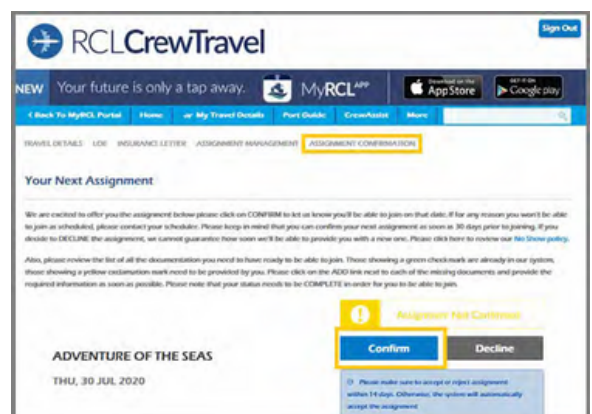 RCLCrewTravel
Sign Out
NEW Your future is only a tap away. MyRCL APP Download on the App Store GET IT ON Google play
< Back To MyRCL Portal Home My Travel Details Port Guide CrewAssist More
TRAVEL DETAILS LOE INSURANCE LETTER ASSIGNMENT MANAGEMENT ASSIGNMENT CONFIRMATION
Your Next Assignment
We are excited to offer you the assignment below please click on CONFIRM to let us know you'll be able to join on that date. If for any reason you won't be able
to join as scheduled, please contact your scheduler. Please keep in mind that you can confirm your next assignment as soon as 30 days prior to joining. If you
decide to DECLINE the assignment, we cannot guarantee how soon we'll be able to provide you with a new one. Please click here to review our No Show policy.
Also, please review the list of all the documentation you need to have ready to be able to join. Those showing a green checkmark are already in our system,
those showing a yellow exclamation mark need to be provided by you. Please click on the ADD link next to each of the missing documents and provide the
required information as soon as possible. Please note that your status needs to be COMPLETE in order for you to be able to join.
! Assignment Not Confirmed
Confirm Decline
ADVENTURE OF THE SEAS
THU, 30 JUL 2020
Please make sure to accept or reject assignment
within 14 days. Otherwise, the system will automatically
accept the assignment